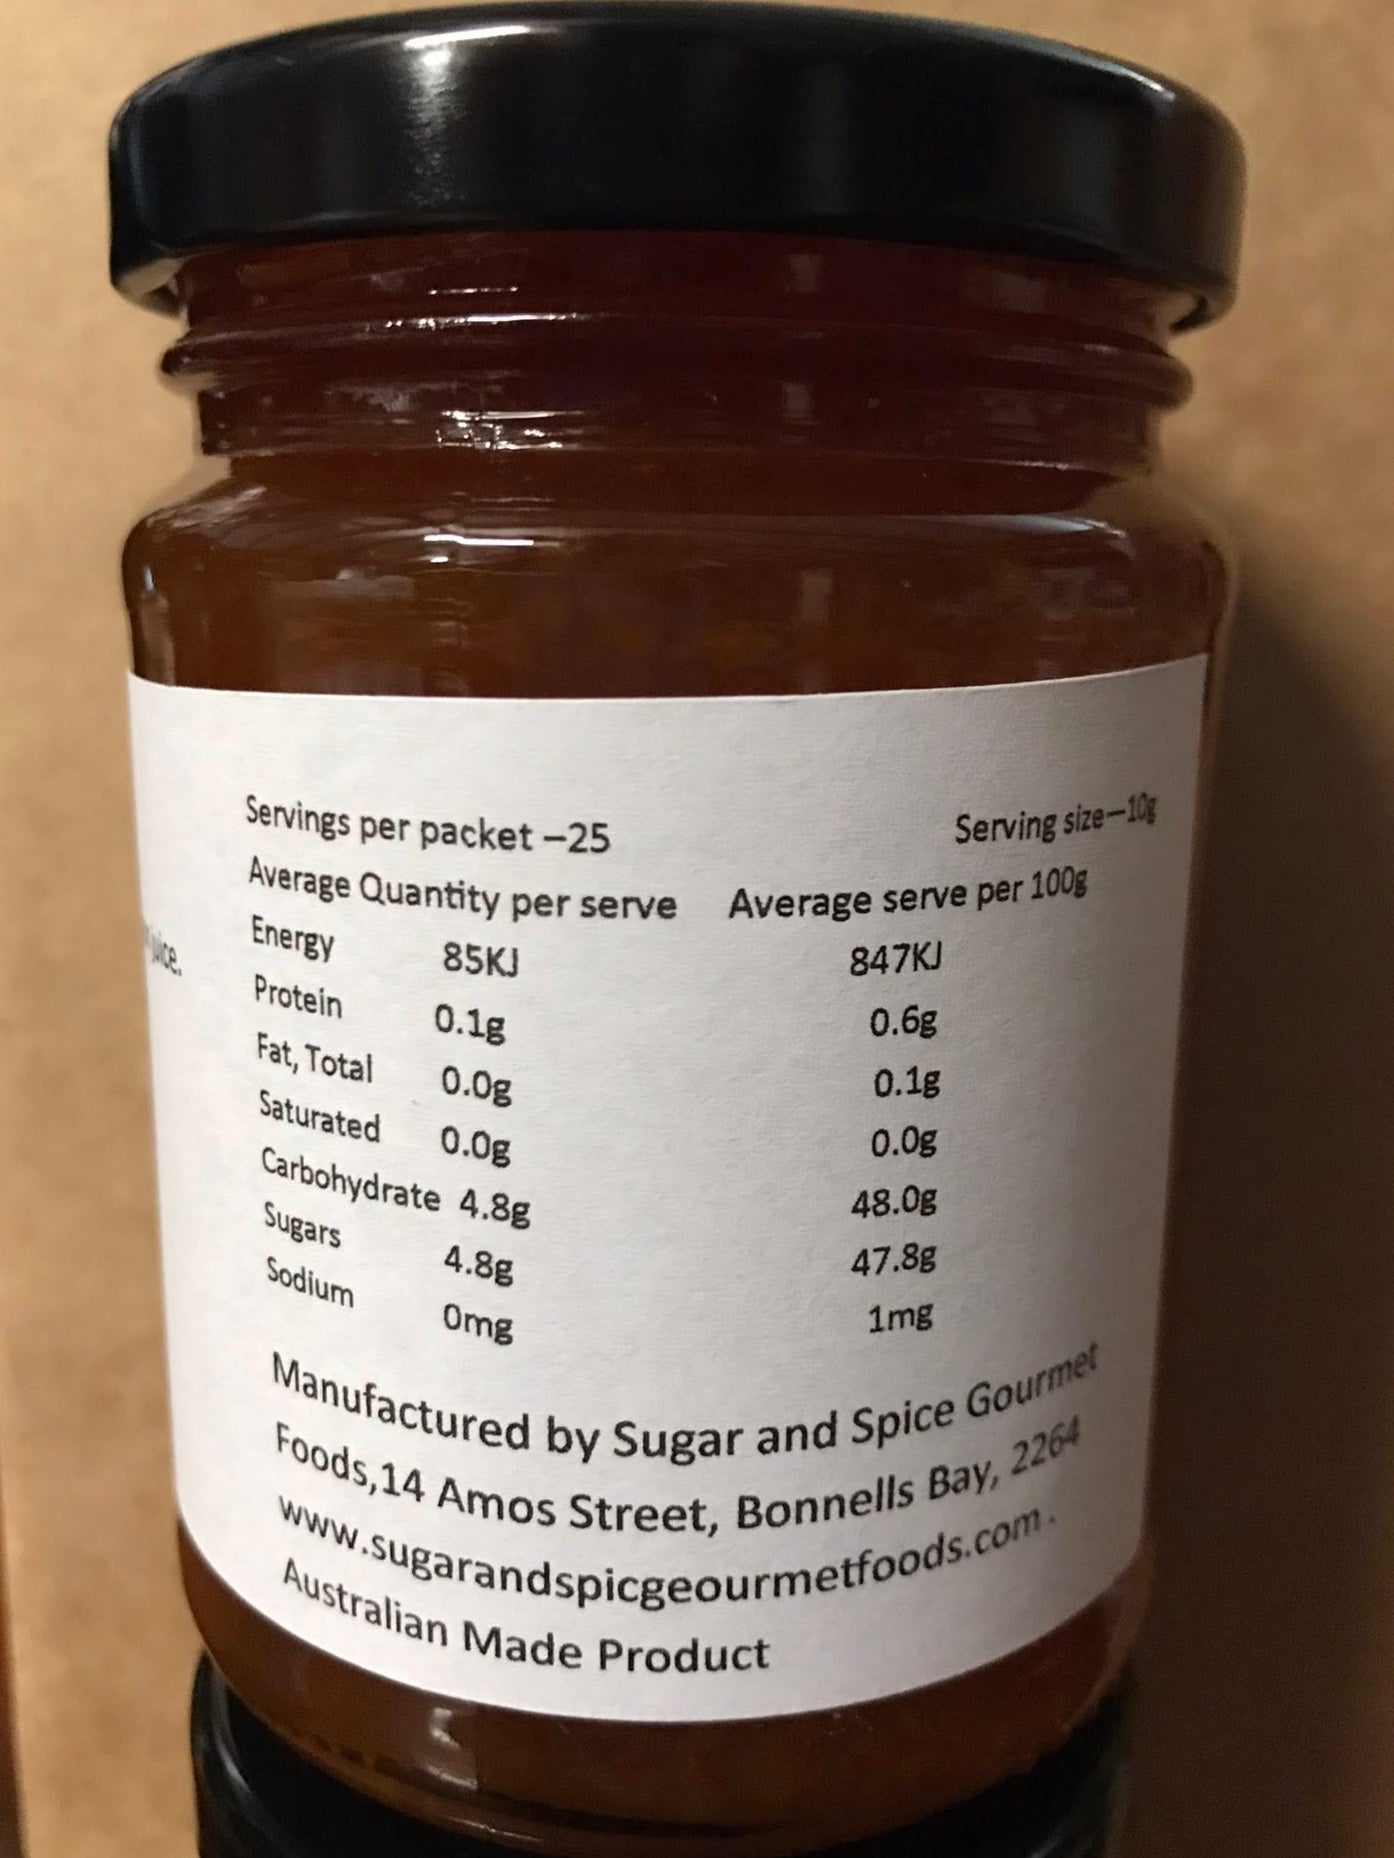 Servings per packet –25 Serving size—10g
Average Quantity per serve Average serve per 100g
Energy 85KJ 847KJ
juice.
Protein 0.1g 0.6g
Fat, Total 0.0g 0.1g
Saturated 0.0g 0.0g
Carbohydrate 4.8g 48.0g
Sugars 4.8g 47.8g
Sodium 0mg 1mg
Manufactured by Sugar and Spice Gourmet
Foods,14 Amos Street, Bonnells Bay, 2264
www.sugarandspicgeourmetfoods.com.
Australian Made Product